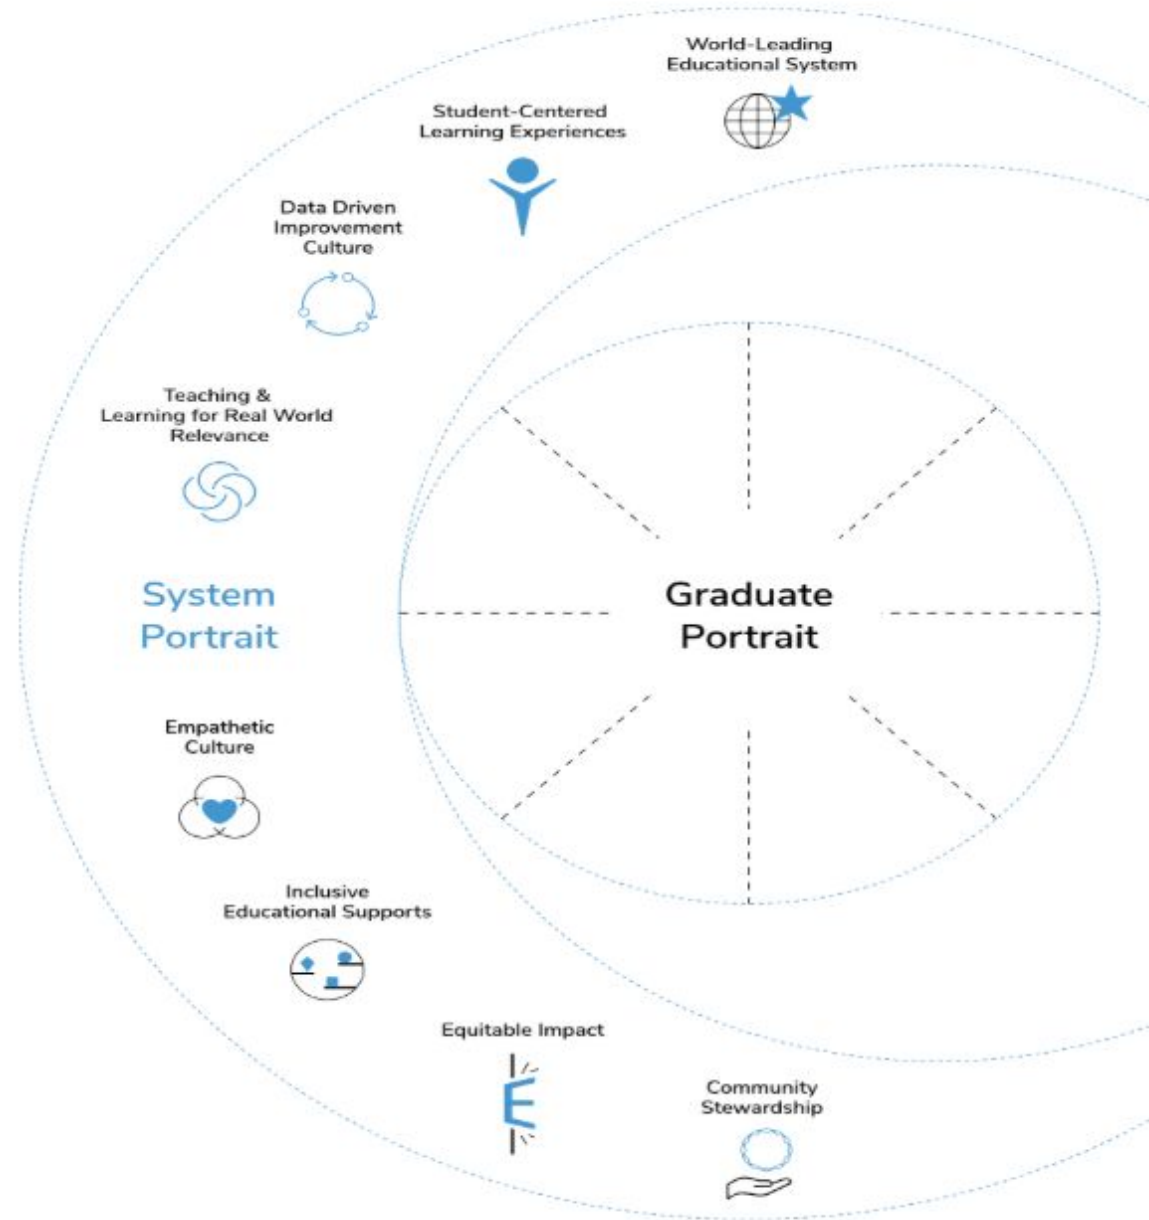 World-Leading
Educational System
Student-Centered
Learning Experiences
Data Driven
Improvement
Culture
Teaching &
Learning for Real World
Relevance
System
Portrait
Graduate
Portrait
Empathetic
Culture
Inclusive
Educational Supports
Equitable Impact
Community
Stewardship